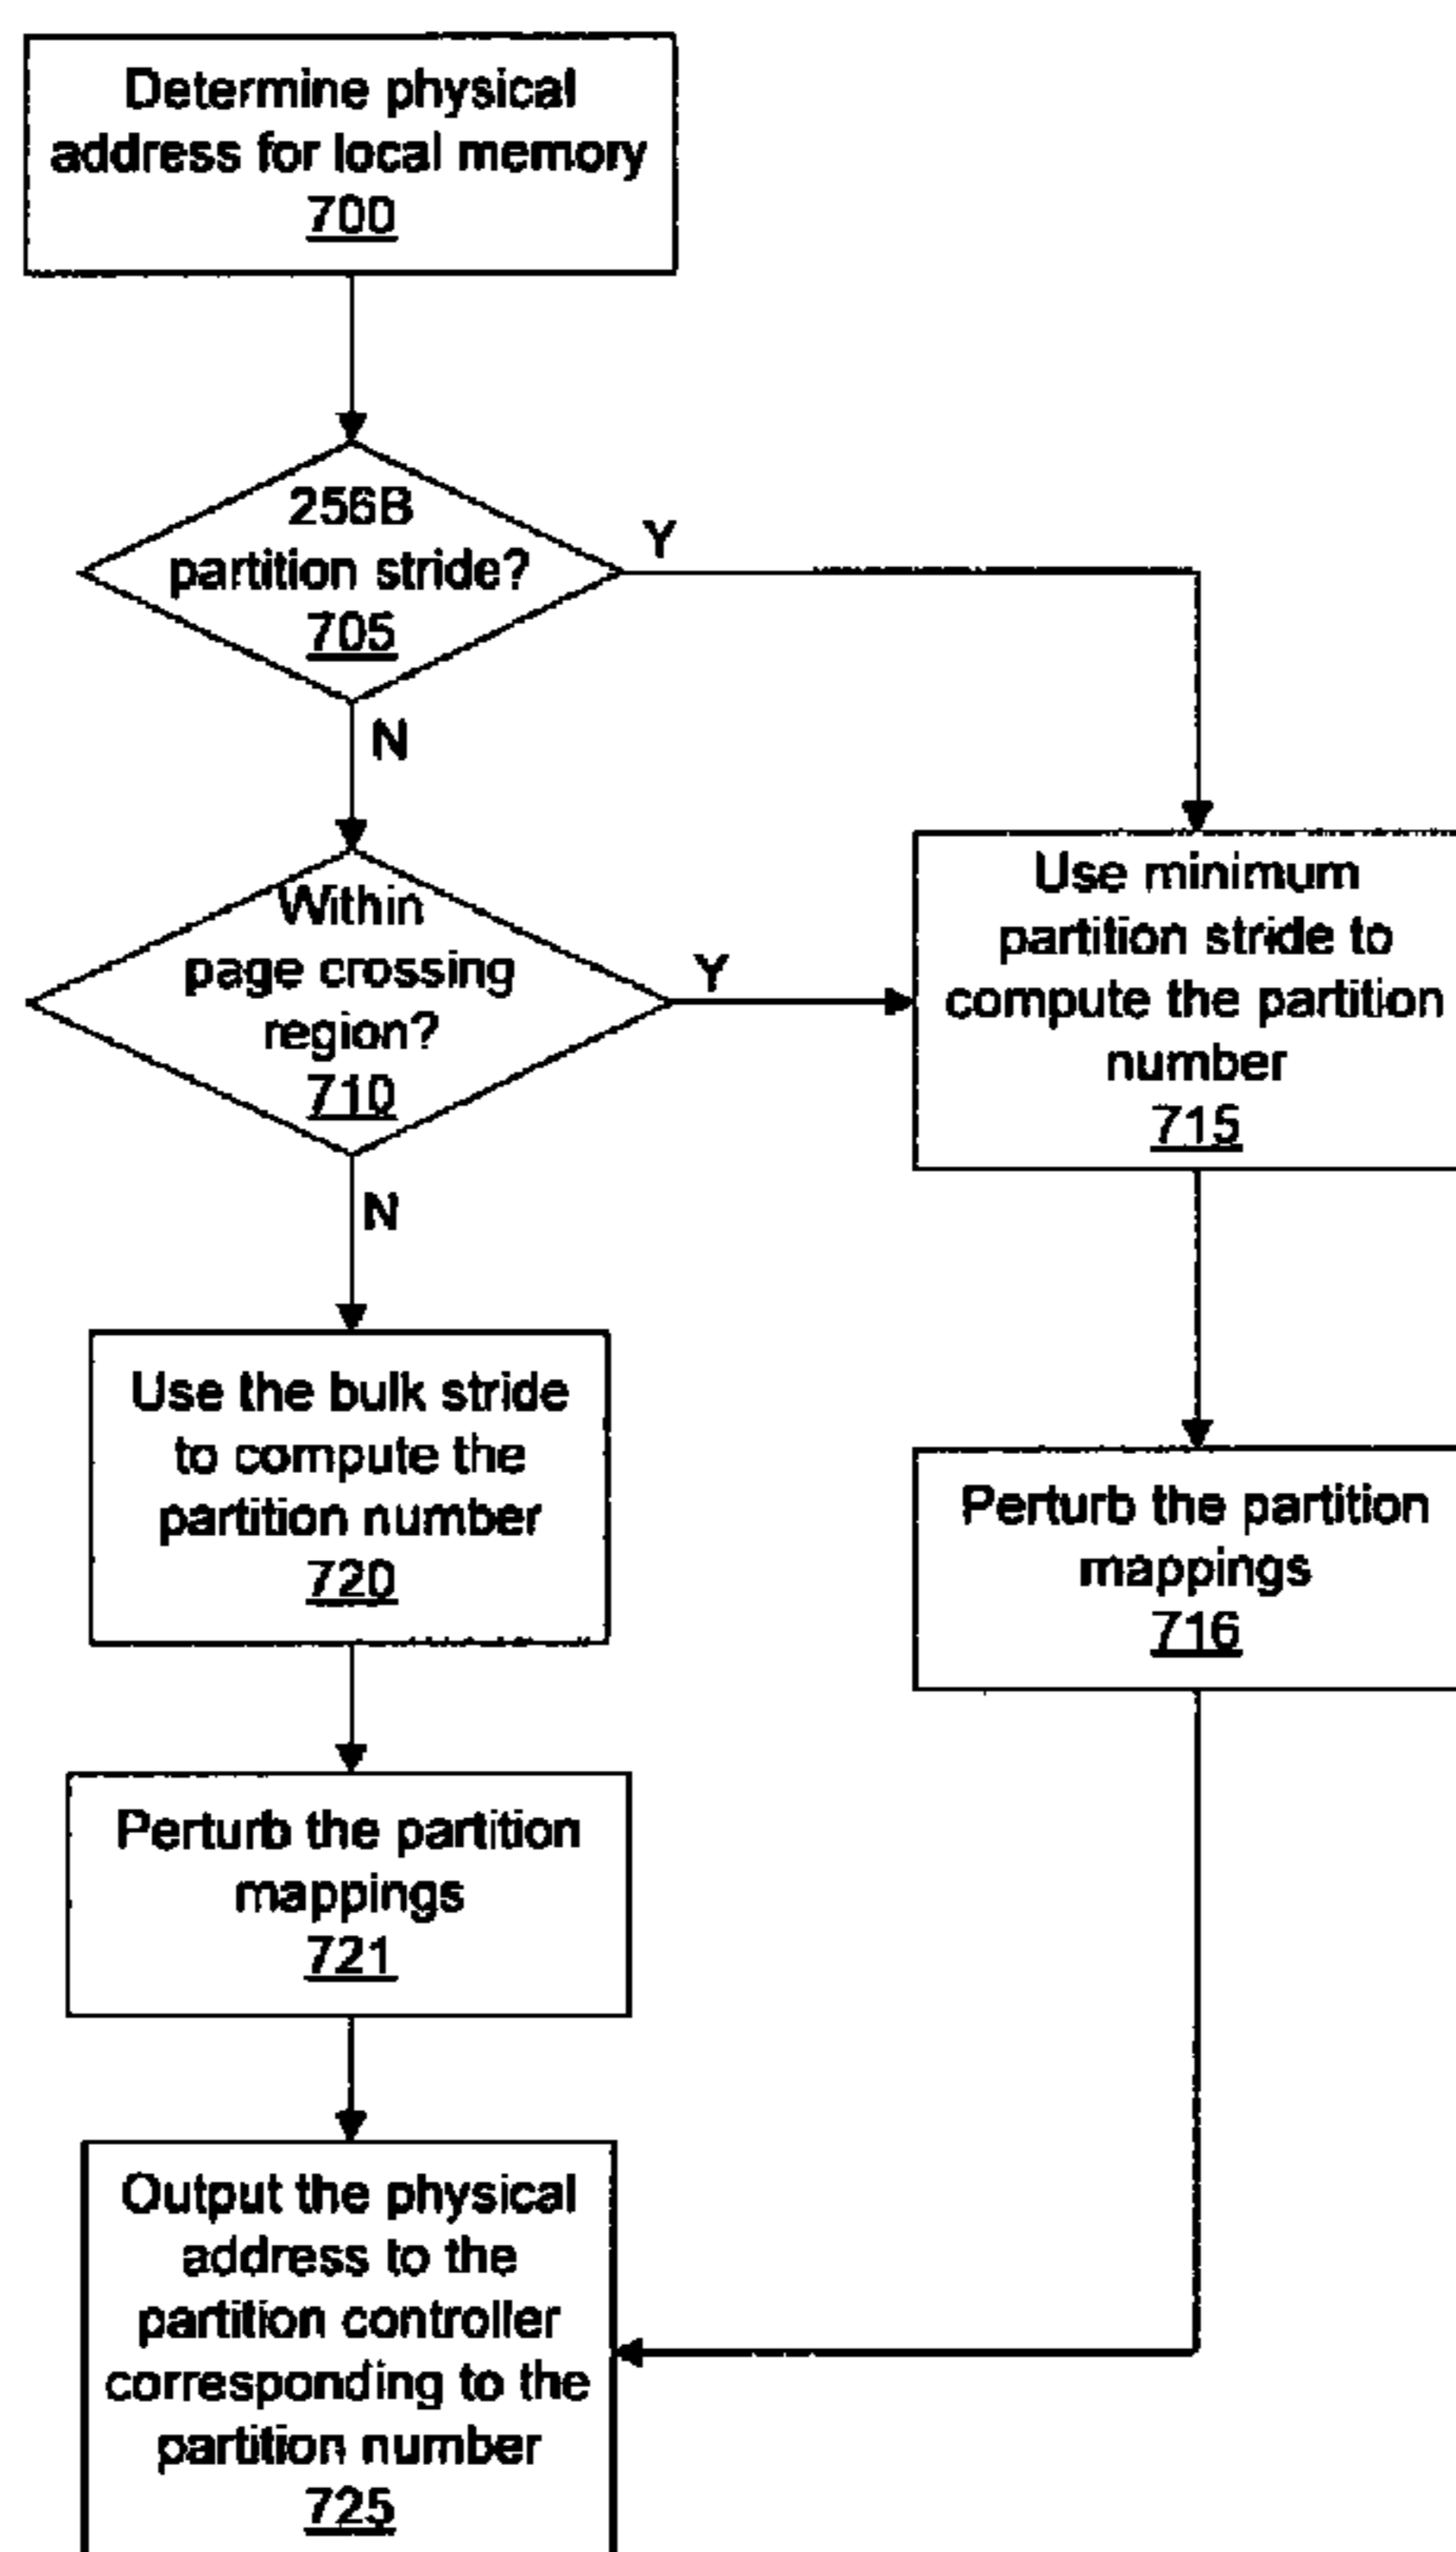 Determine physical
address for local memory
700
256B
partition stride?
705
Y
N
Within
page crossing
region?
710
Y
Use minimum
partition stride to
compute the partition
number
715
N
Use the bulk stride
to compute the
partition number
720
Perturb the partition
mappings
716
Perturb the partition
mappings
721
Output the physical
address to the
partition controller
corresponding to the
partition number
725